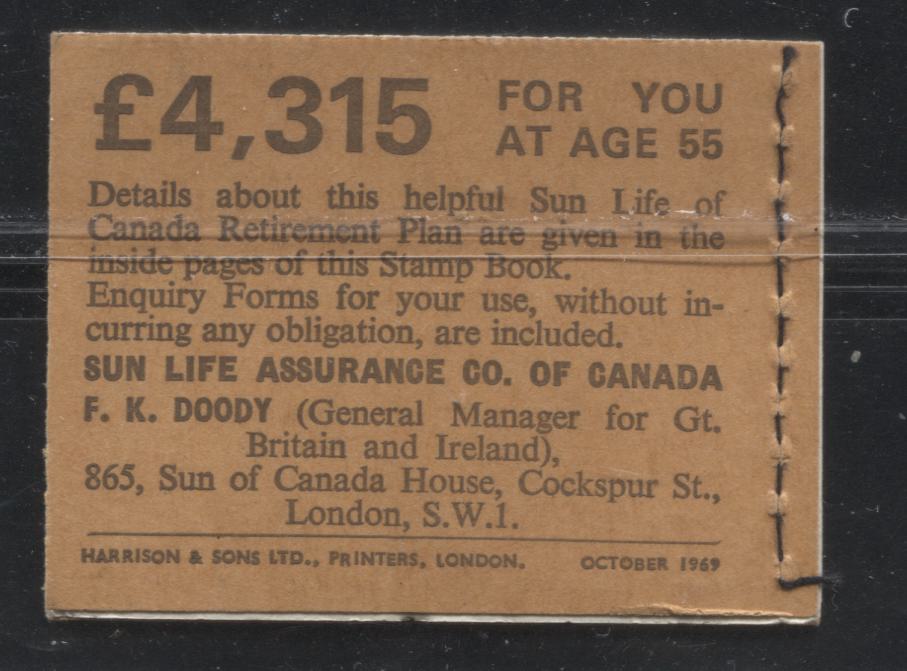 £4,315 FOR YOU
AT AGE 55
Details about this helpful Sun Life of
Canada Retirement Plan are given in the
inside pages of this Stamp Book.
Enquiry Forms for your use, without in-
curring any obligation, are included.
SUN LIFE ASSURANCE CO. OF CANADA
F. K. DOODY (General Manager for Gt.
Britain and Ireland),
865, Sun of Canada House, Cockspur St.,
London, S.W.1.
HARRISON & SONS LTD., PRINTERS, LONDON. OCTOBER 1969